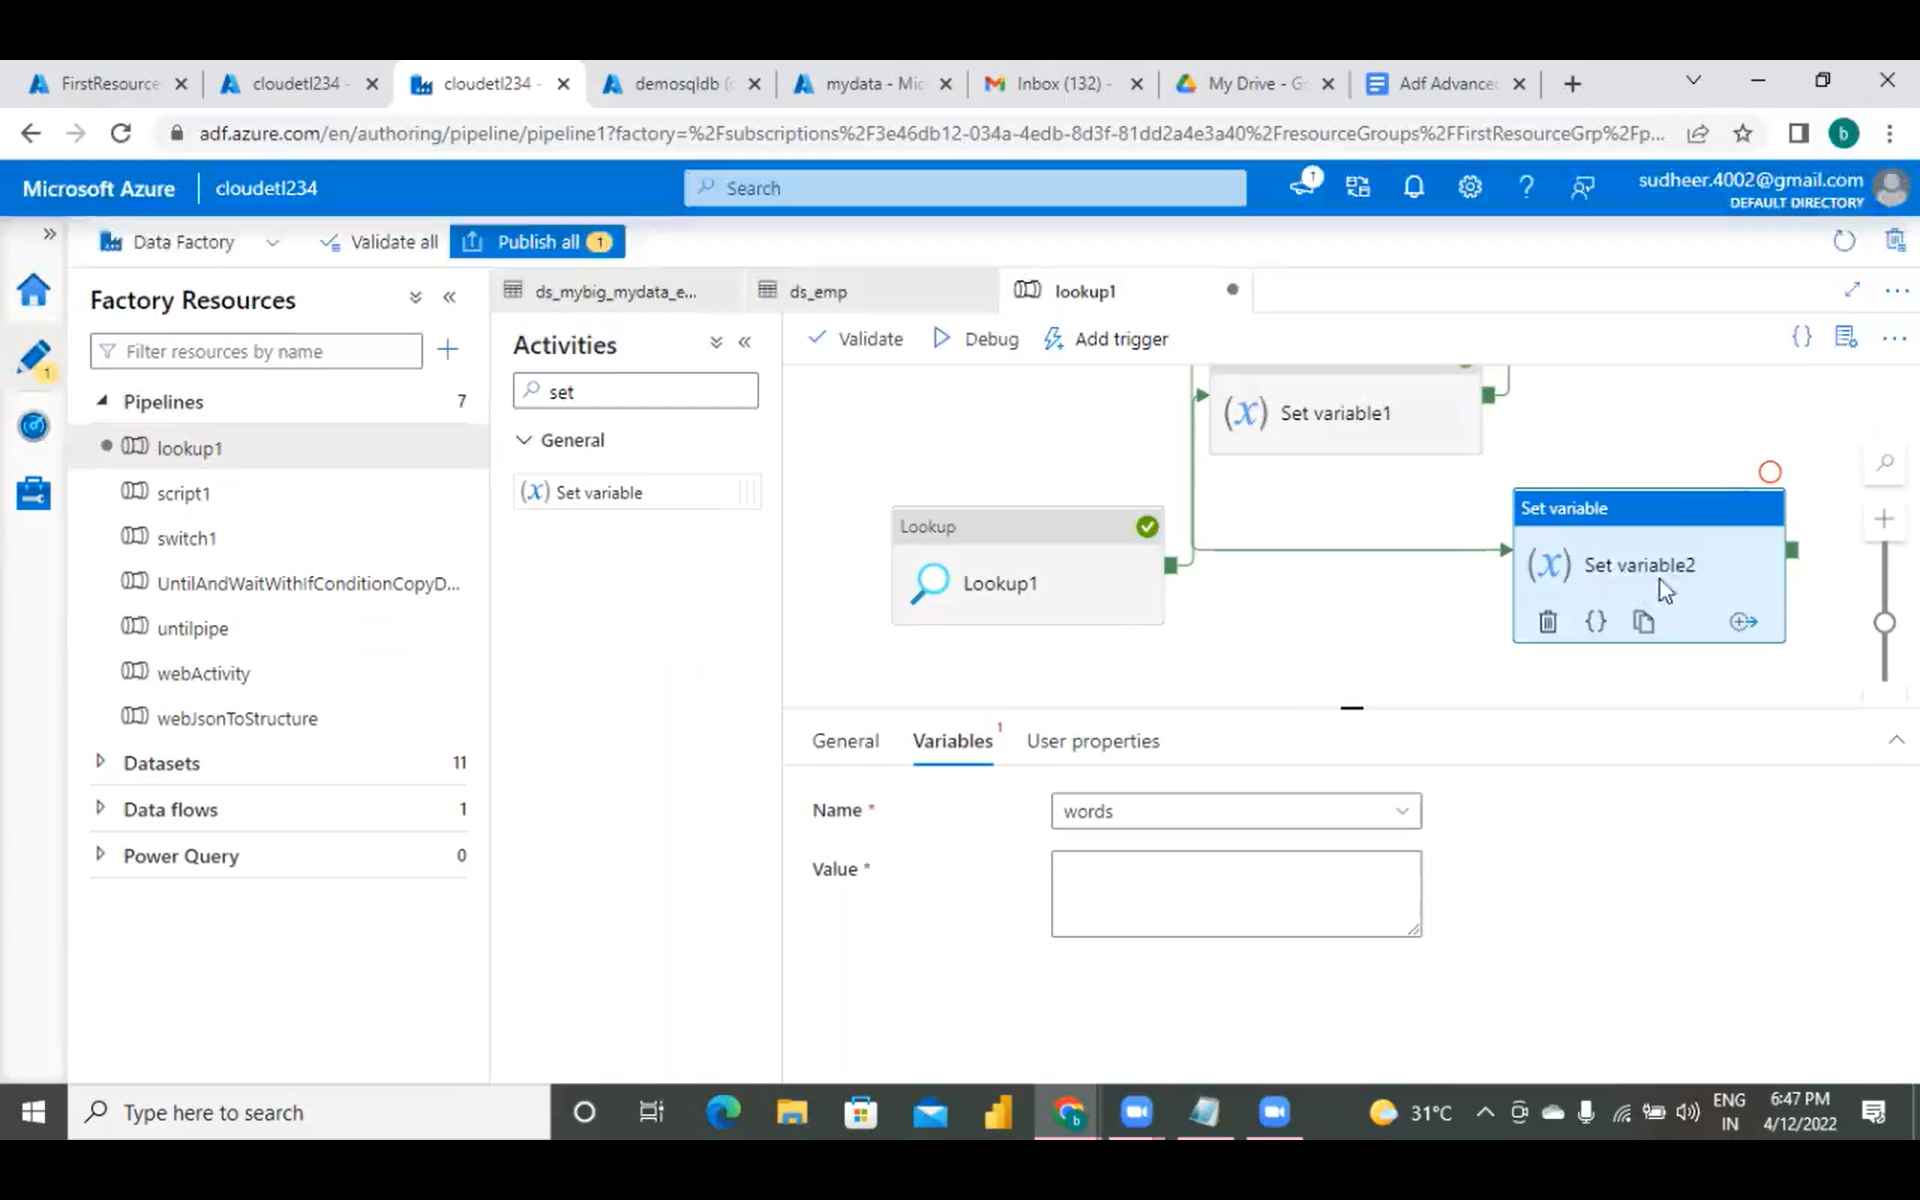 FirstResource
cloudetl234 -
cloudetl234 -
demosqldb (
mydata - Mic
Inbox (132) -
My Drive - Go
Adf Advance
adf.azure.com/en/authoring/pipeline/pipeline1?factory=%2Fsubscriptions%2F3e46db12-034a-4edb-8d3f-81dd2a4e3a40%2FresourceGroups%2FFirstResourceGrp%2Fp...
b
Microsoft Azure
cloudetl234
Search
1
sudheer.4002@gmail.com
DEFAULT DIRECTORY
Data Factory
Validate all
Publish all 1
Factory Resources
Filter resources by name
1
Pipelines 7
lookup1
script1
switch1
UntilAndWaitWithIfConditionCopyD...
untilpipe
webActivity
webJsonToStructure
Datasets 11
Data flows 1
Power Query 0
ds_mybig_mydata_e...
ds_emp
lookup1
Activities
set
General
(x) Set variable
Validate
Debug
Add trigger
(x) Set variable1
Lookup
Lookup1
Set variable
(x) Set variable2
General
Variables 1
User properties
Name *
words
Value *
Type here to search
31°C
ENG
IN
6:47 PM
4/12/2022